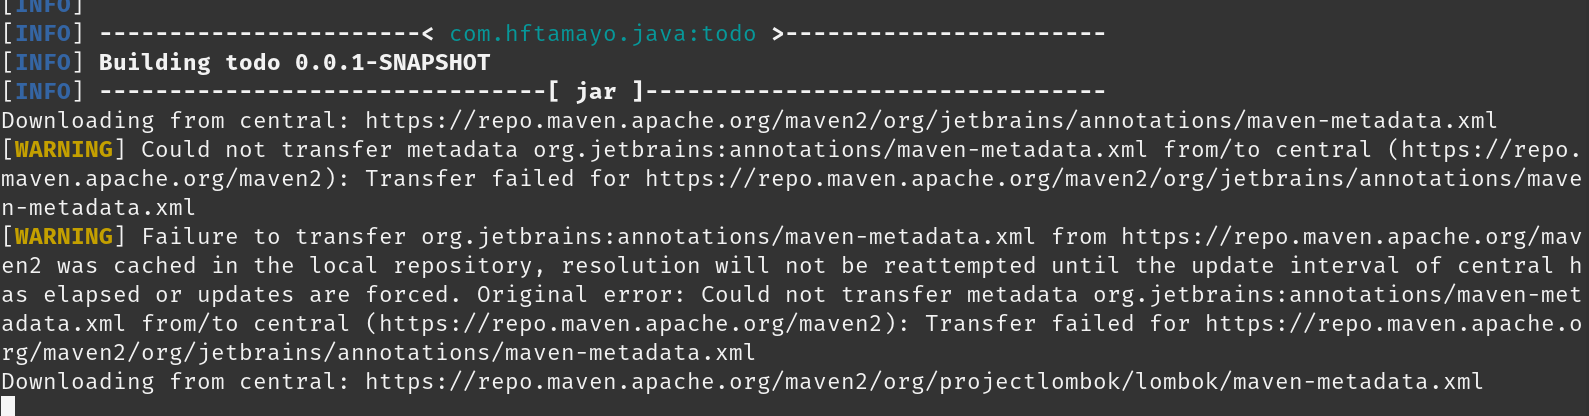 [INFO]
[INFO] -----------------------< com.hftamayo.java:todo >-----------------------
[INFO] Building todo 0.0.1-SNAPSHOT
[INFO] --------------------------------[ jar ]---------------------------------
Downloading from central: https://repo.maven.apache.org/maven2/org/jetbrains/annotations/maven-metadata.xml
[WARNING] Could not transfer metadata org.jetbrains:annotations/maven-metadata.xml from/to central (https://repo.
maven.apache.org/maven2): Transfer failed for https://repo.maven.apache.org/maven2/org/jetbrains/annotations/mave
n-metadata.xml
[WARNING] Failure to transfer org.jetbrains:annotations/maven-metadata.xml from https://repo.maven.apache.org/mav
en2 was cached in the local repository, resolution will not be reattempted until the update interval of central h
as elapsed or updates are forced. Original error: Could not transfer metadata org.jetbrains:annotations/maven-met
adata.xml from/to central (https://repo.maven.apache.org/maven2): Transfer failed for https://repo.maven.apache.o
rg/maven2/org/jetbrains/annotations/maven-metadata.xml
Downloading from central: https://repo.maven.apache.org/maven2/org/projectlombok/lombok/maven-metadata.xml